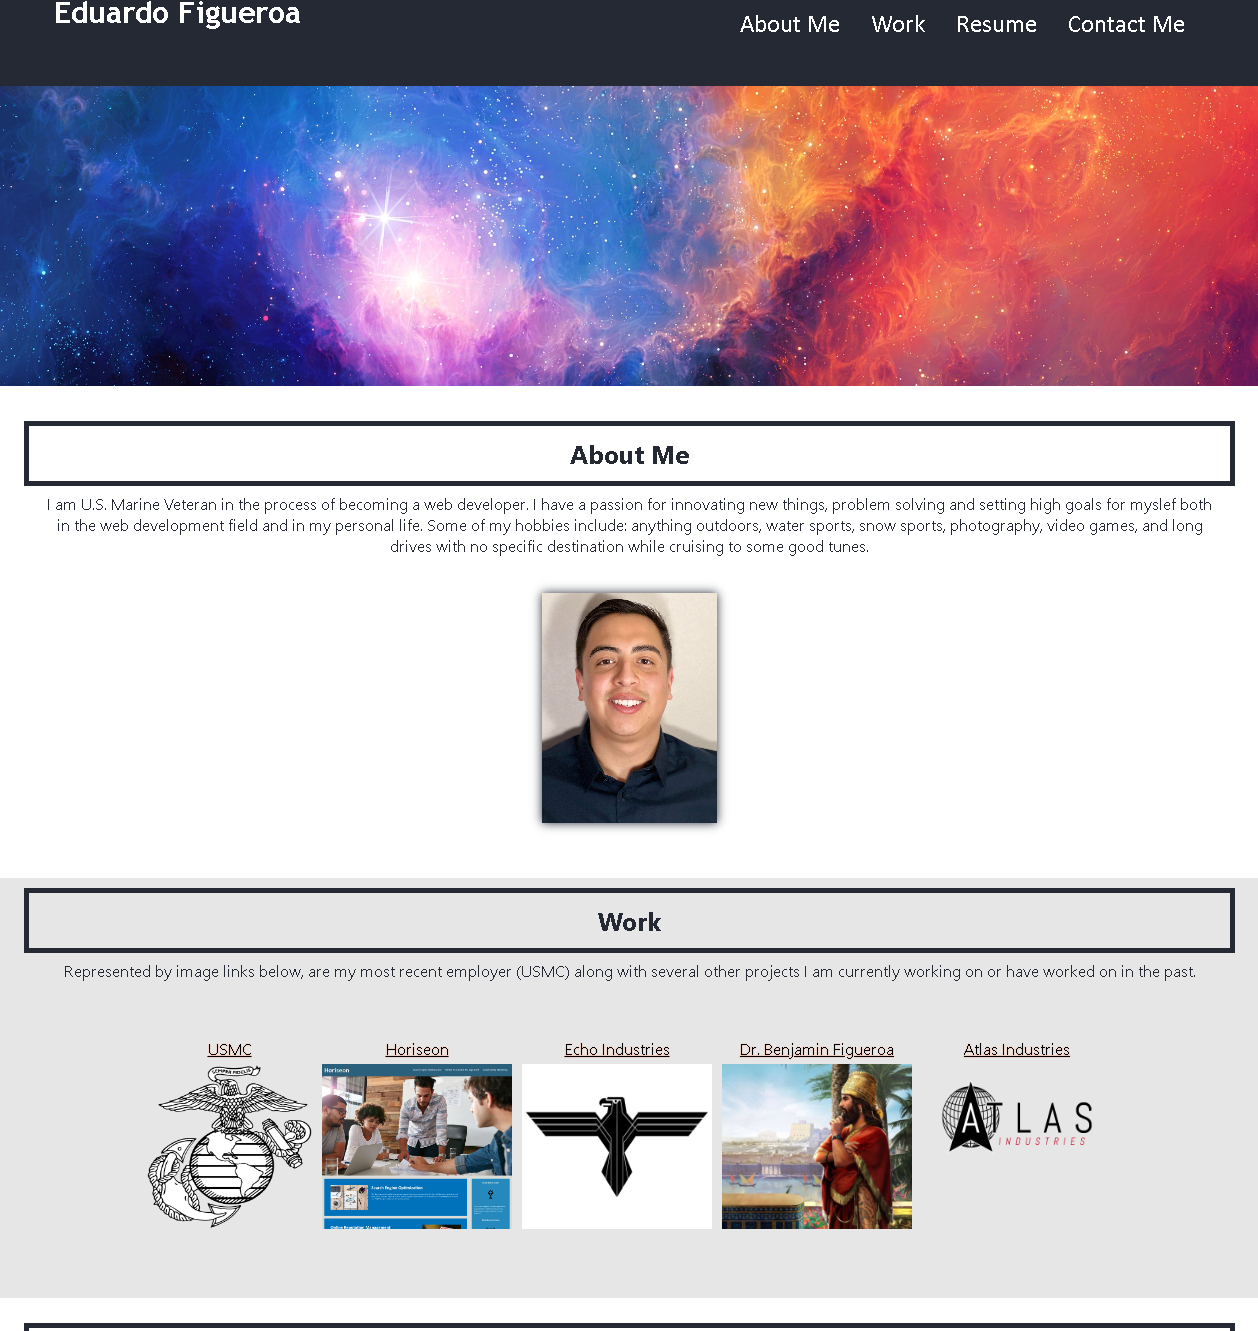 Eduardo Figueroa
About Me Work Resume Contact Me
About Me
I am U.S. Marine Veteran in the process of becoming a web developer. I have a passion for innovating new things, problem solving and setting high goals for myslef both
in the web development field and in my personal life. Some of my hobbies include: anything outdoors, water sports, snow sports, photography, video games, and long
drives with no specific destination while cruising to some good tunes.
Work
Represented by image links below, are my most recent employer (USMC) along with several other projects I am currently working on or have worked on in the past.
USMC Horiseon Echo Industries Dr. Benjamin Figueroa Atlas Industries
SEMPER FIDELIS
Horiseon
Search Engine Optimization
Online Reputation Management
ATLAS
INDUSTRIES